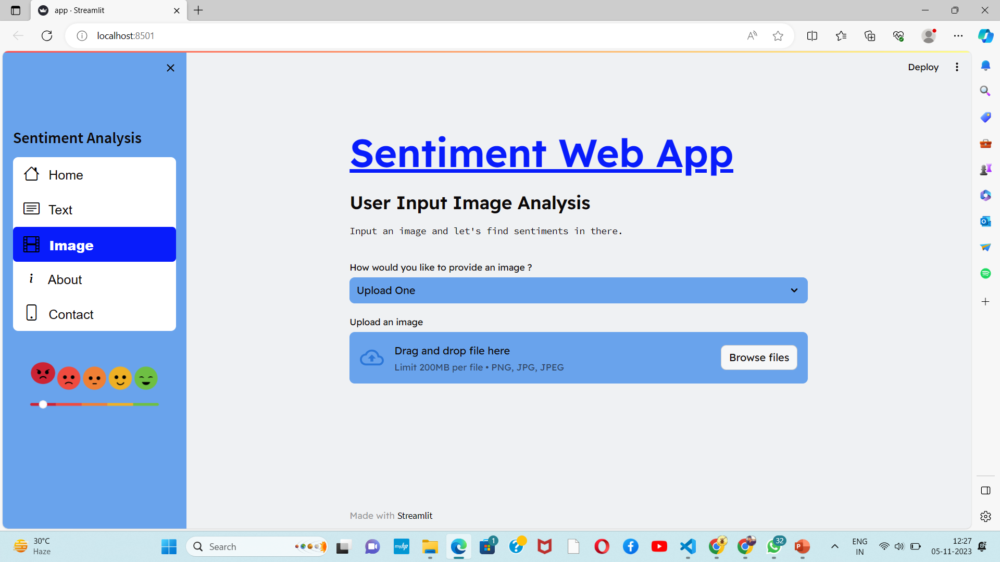 app · Streamlit
localhost:8501
Deploy
Sentiment Analysis
Home
Text
Image
About
Contact
Sentiment Web App
User Input Image Analysis
Input an image and let's find sentiments in there.
How would you like to provide an image ?
Upload One
Upload an image
Drag and drop file here
Limit 200MB per file • PNG, JPG, JPEG
Browse files
Made with Streamlit
30°C
Haze
Search
myhp
1
32
ENG
IN
12:27
05-11-2023